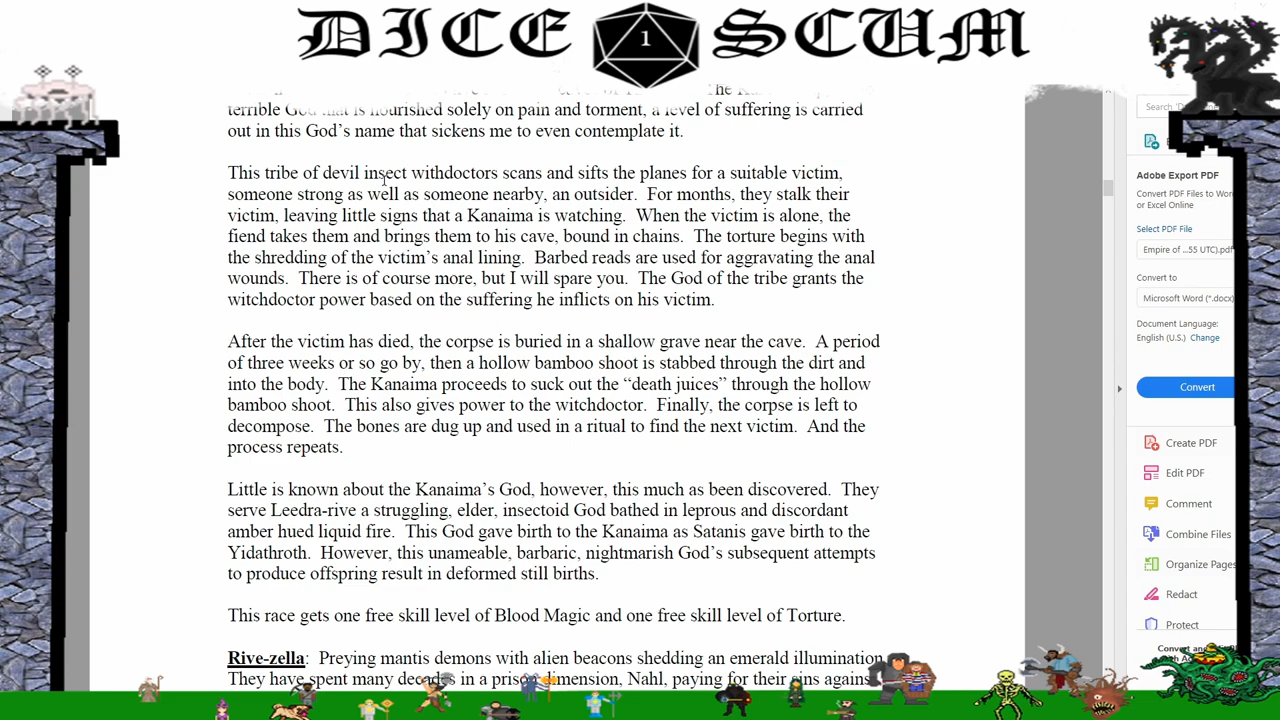 DICE 1 SCUM
terrible God that is nourished solely on pain and torment, a level of suffering is carried
out in this God's name that sickens me to even contemplate it.
This tribe of devil insect withdoctors scans and sifts the planes for a suitable victim,
someone strong as well as someone nearby, an outsider. For months, they stalk their
victim, leaving little signs that a Kanaima is watching. When the victim is alone, the
fiend takes them and brings them to his cave, bound in chains. The torture begins with
the shredding of the victim's anal lining. Barbed reads are used for aggravating the anal
wounds. There is of course more, but I will spare you. The God of the tribe grants the
witchdoctor power based on the suffering he inflicts on his victim.
After the victim has died, the corpse is buried in a shallow grave near the cave. A period
of three weeks or so go by, then a hollow bamboo shoot is stabbed through the dirt and
into the body. The Kanaima proceeds to suck out the “death juices” through the hollow
bamboo shoot. This also gives power to the witchdoctor. Finally, the corpse is left to
decompose. The bones are dug up and used in a ritual to find the next victim. And the
process repeats.
Little is known about the Kanaima's God, however, this much as been discovered. They
serve Leedra-rive a struggling, elder, insectoid God bathed in leprous and discordant
amber hued liquid fire. This God gave birth to the Kanaima as Satanis gave birth to the
Yidathroth. However, this unameable, barbaric, nightmarish God's subsequent attempts
to produce offspring result in deformed still births.
This race gets one free skill level of Blood Magic and one free skill level of Torture.
Rive-zella: Preying mantis demons with alien beacons shedding an emerald illumination
They have spent many decades in a prison dimension, Nahl, paying for their sins agains
Search
Adobe Export PDF
Convert PDF Files to Wor
or Excel Online
Select PDF File
Empire of ...55 UTC).pdf
Convert to
Microsoft Word (*.docx)
Document Language:
English (U.S.) Change
Convert
Create PDF
Edit PDF
Comment
Combine Files
Organize Pages
Redact
Protect